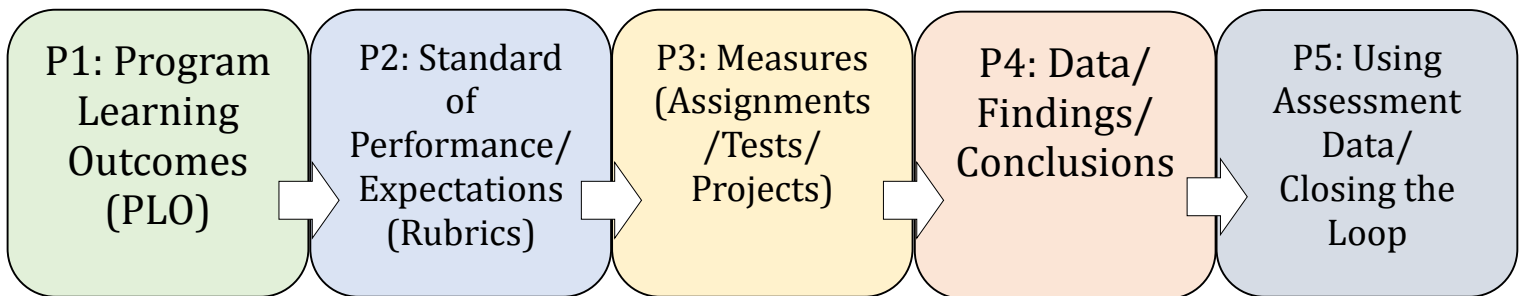 P1: Program
Learning
Outcomes
(PLO)
P2: Standard
of
Performance/
Expectations
(Rubrics)
P3: Measures
(Assignments
/Tests/
Projects)
P4: Data/
Findings/
Conclusions
P5: Using
Assessment
Data/
Closing the
Loop